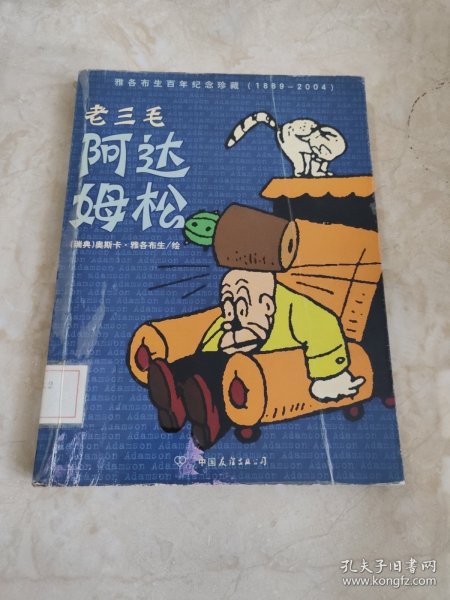 雅各布生百年纪念珍藏（1889-2004）
老三毛
阿达
姆松
（瑞典）奥斯卡·雅各布生/绘
2
中国友谊出版公司
孔夫子旧书网
www.kongfz.com